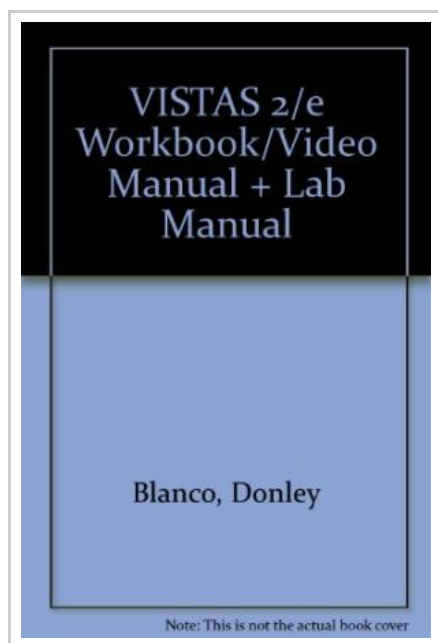 VISTAS 2/e
Workbook/Video
Manual + Lab
Manual
Blanco, Donley
Note: This is not the actual book cover